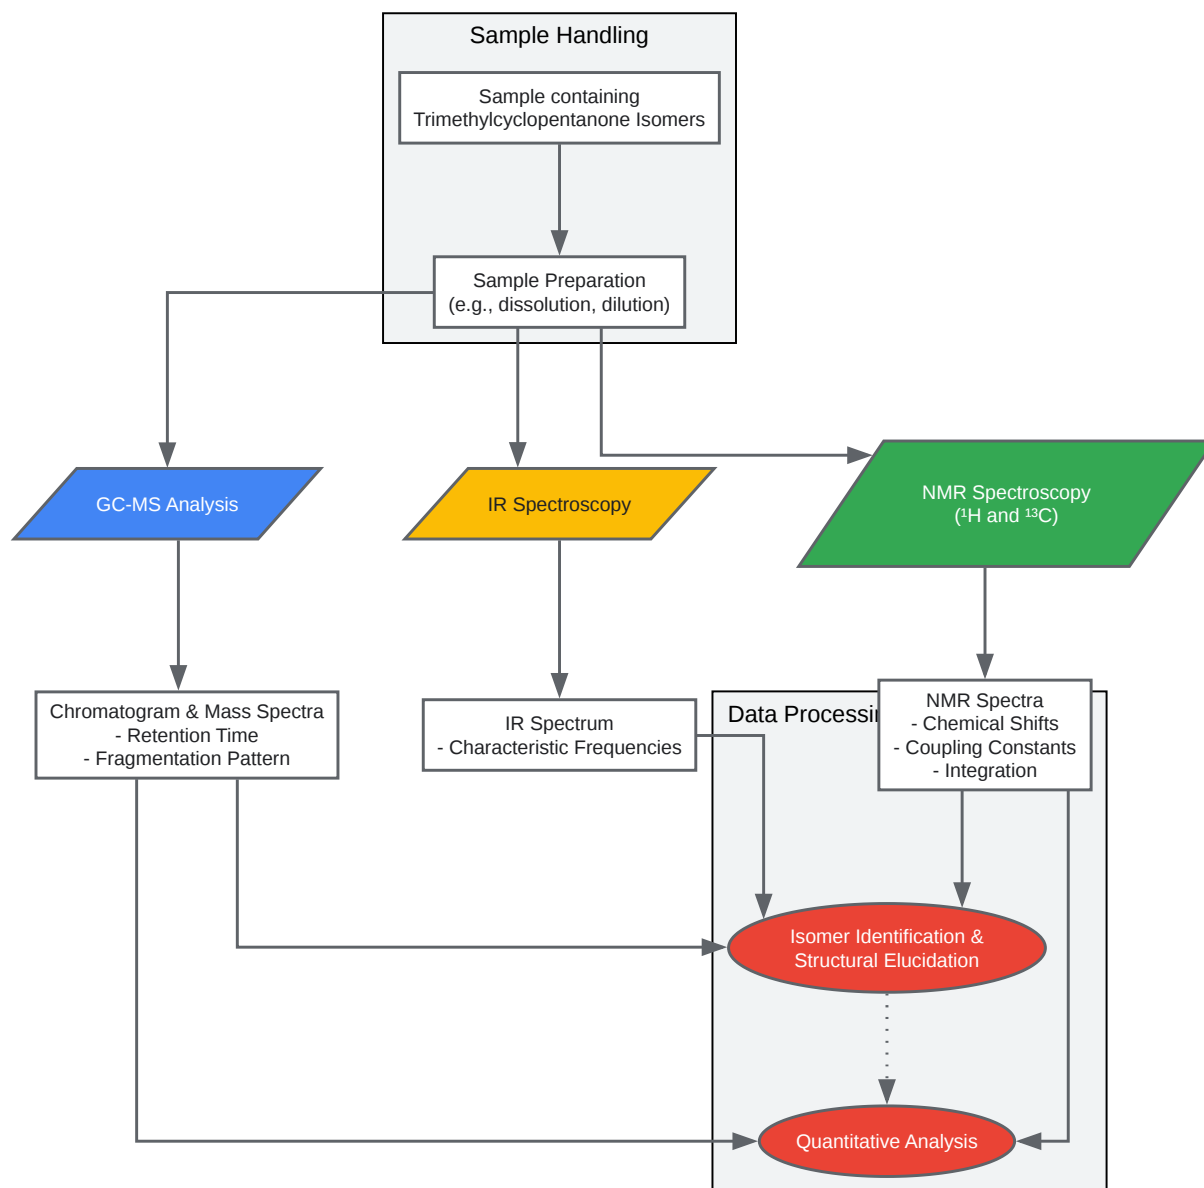 Sample Handling
Sample containing
Trimethylcyclopentanone Isomers
Sample Preparation
(e.g., dissolution, dilution)
GC-MS Analysis
IR Spectroscopy
NMR Spectroscopy
(¹H and ¹³C)
Chromatogram & Mass Spectra
- Retention Time
- Fragmentation Pattern
IR Spectrum
- Characteristic Frequencies
Data
NMR Spectra
- Chemical Shifts
- Coupling Constants
- Integration
Isomer Identification &
Structural Elucidation
Quantitative Analysis